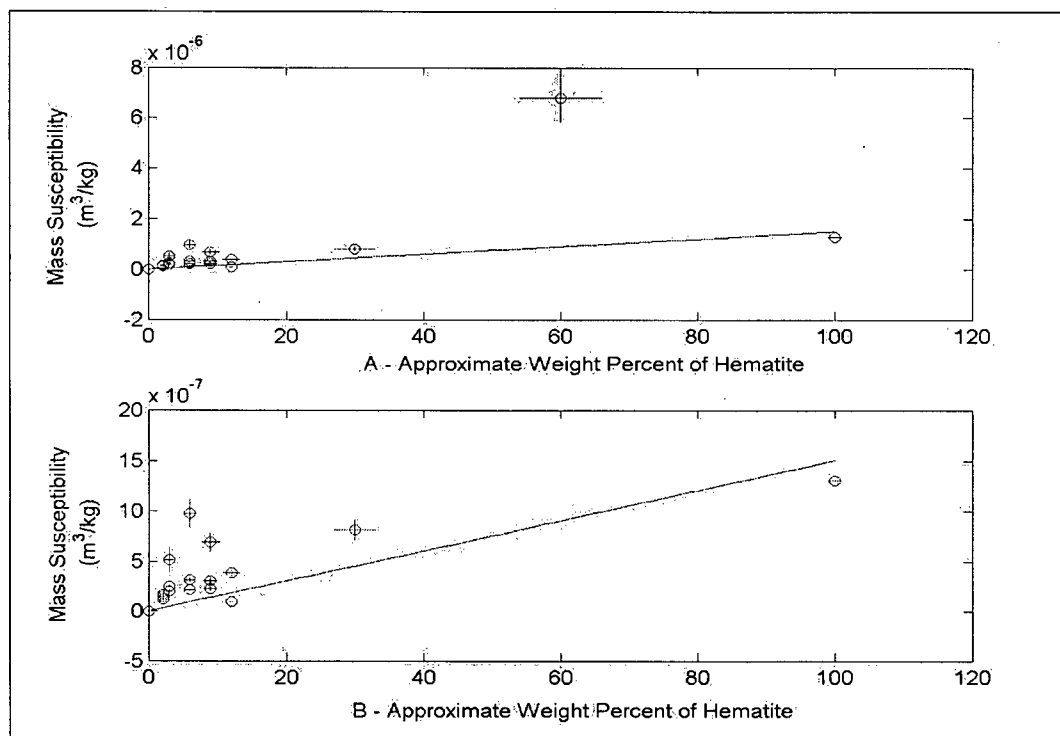 x 10^-6
8
6
4
2
0
-2
Mass Susceptibility
(m^3/kg)
0 20 40 60 80 100 120
A - Approximate Weight Percent of Hematite
x 10^-7
20
15
10
5
0
-5
Mass Susceptibility
(m^3/kg)
0 20 40 60 80 100 120
B - Approximate Weight Percent of Hematite